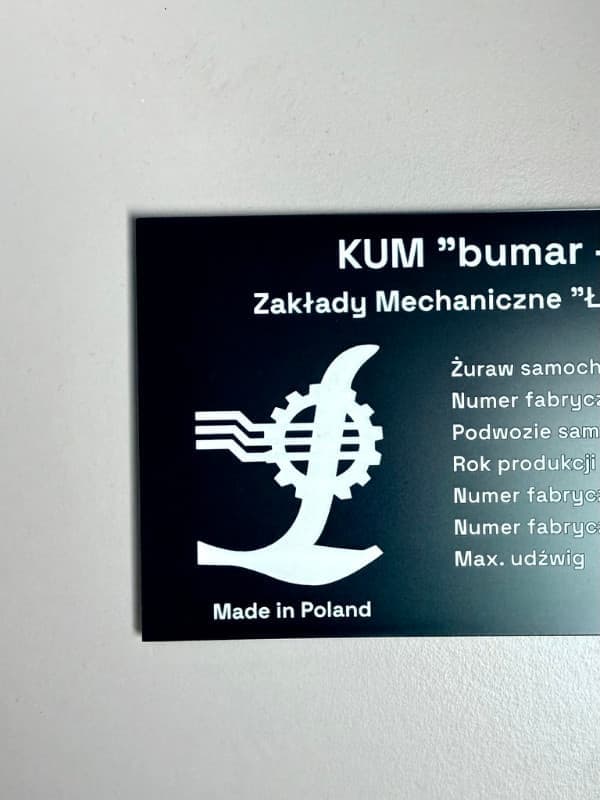 KUM ”bumar -
Zakłady Mechaniczne ”Ł
Żuraw samoch
Numer fabrycz
Podwozie sam
Rok produkcji
Numer fabrycz
Numer fabrycz
Max. udźwig
Made in Poland